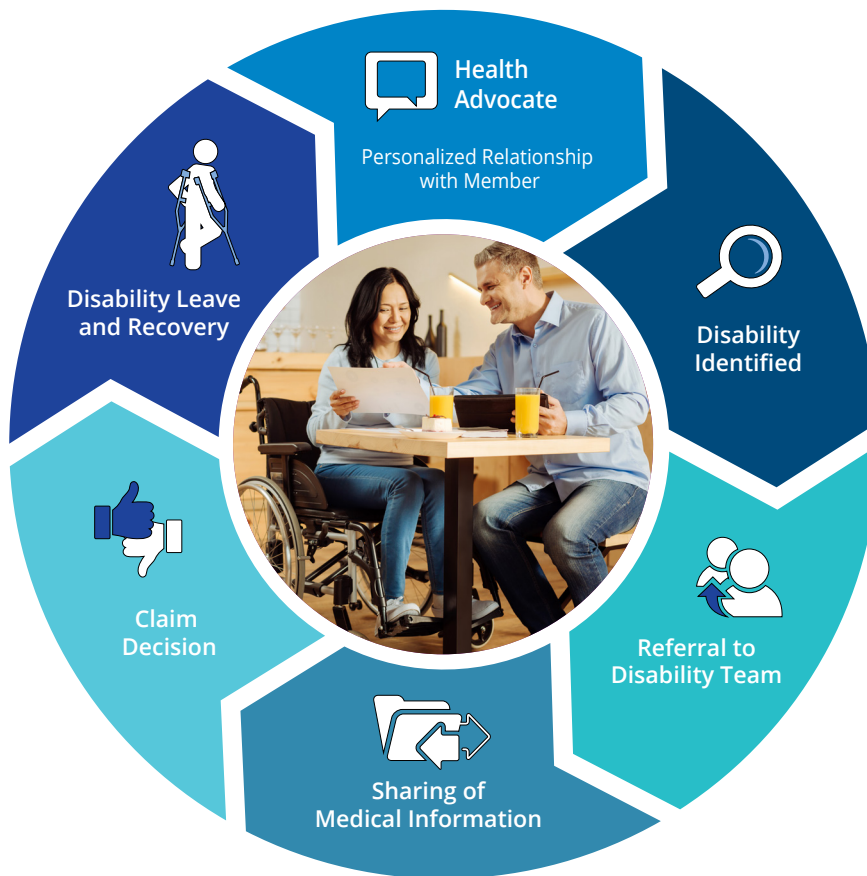 Health
Advocate
Personalized Relationship
with Member
Disability
Identified
Referral to
Disability Team
Sharing of
Medical Information
Claim
Decision
Disability Leave
and Recovery